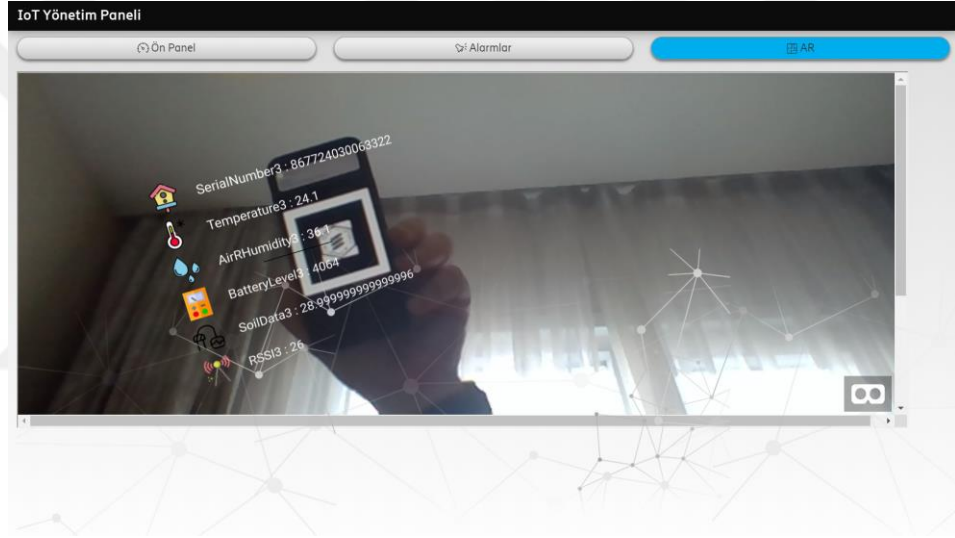 IoT Yönetim Paneli
Ön Panel
Alarmlar
AR
SerialNumber3 : 867724030063322
Temperature3 : 24.1
AirRHumidity3 : 36.1
BatteryLevel3 : 4064
SoilData3 : 28.999999999999996
RSSI3 : 26